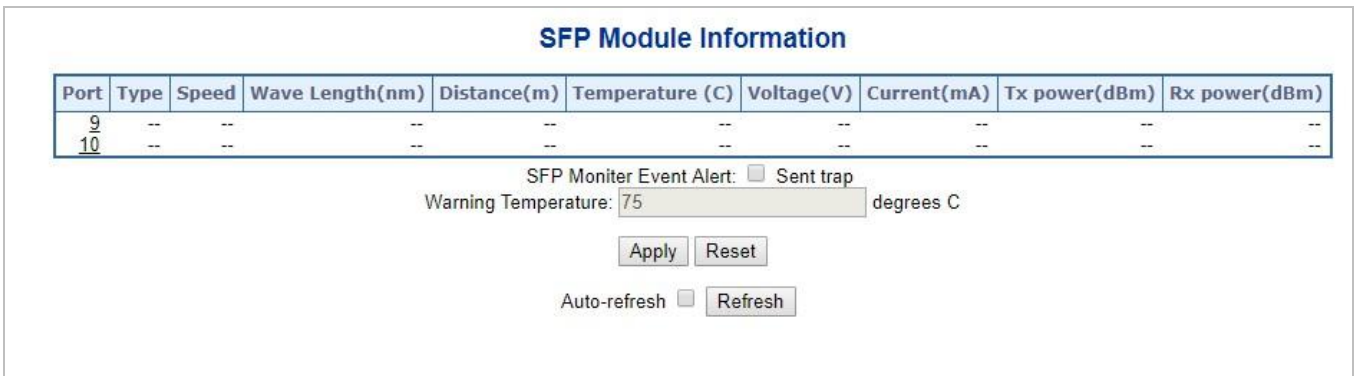 SFP Module Information
Port Type Speed Wave Length(nm) Distance(m) Temperature (C) Voltage(V) Current(mA) Tx power(dBm) Rx power(dBm)
9 -- -- -- -- -- -- -- -- --
10 -- -- -- -- -- -- -- -- --
SFP Moniter Event Alert: Sent trap
Warning Temperature: 75 degrees C
Apply Reset
Auto-refresh Refresh